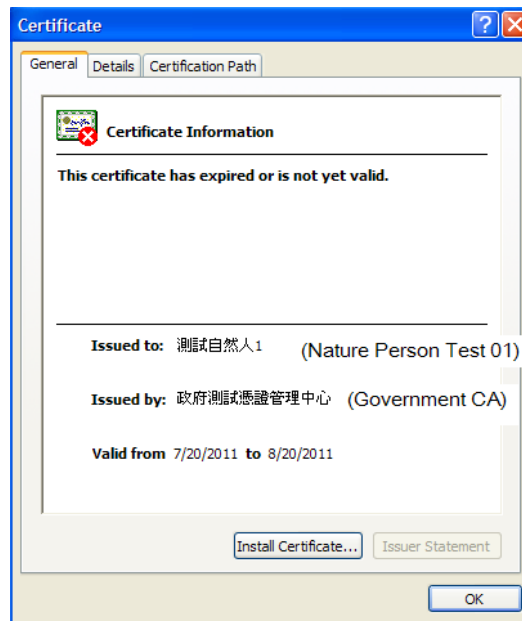 Certificate
General Details Certification Path
Certificate Information
This certificate has expired or is not yet valid.
Issued to: 測試自然人1 (Nature Person Test 01)
Issued by: 政府測試憑證管理中心 (Government CA)
Valid from 7/20/2011 to 8/20/2011
Install Certificate... Issuer Statement
OK